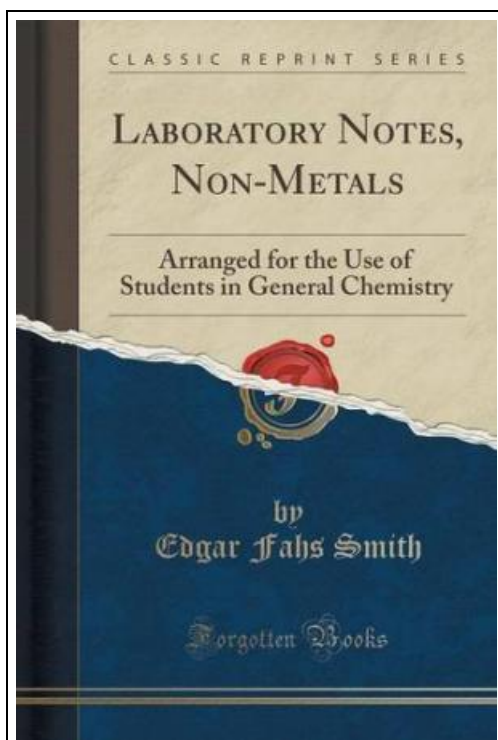 CLASSIC REPRINT SERIES
LABORATORY NOTES,
NON-METALS
Arranged for the Use of
Students in General Chemistry
by
Edgar Fahs Smith
Forgotten Books